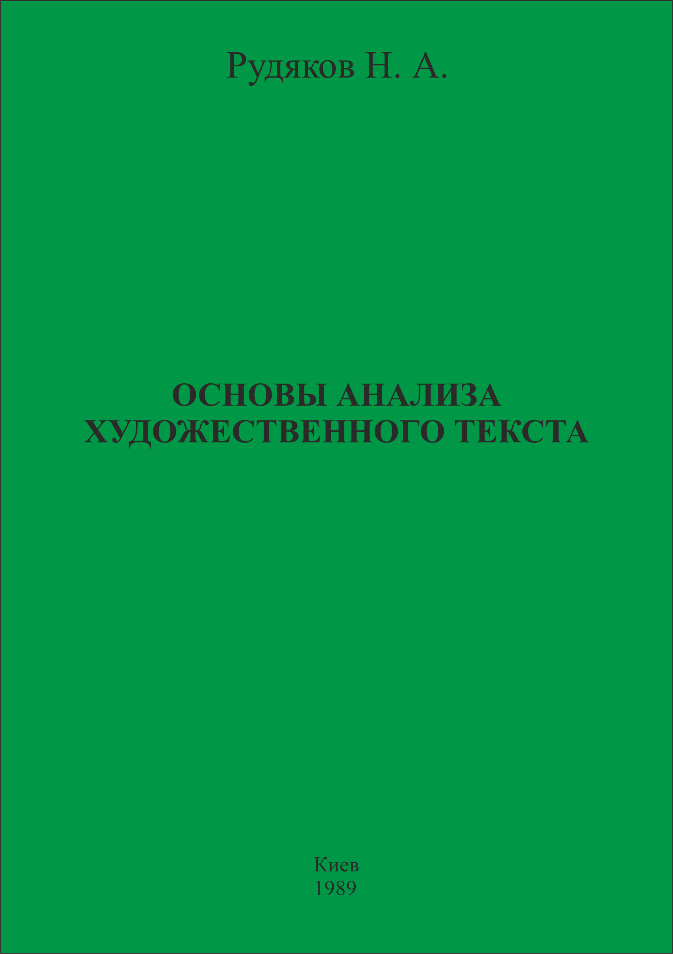 Рудяков Н. А.
ОСНОВЫ АНАЛИЗА
ХУДОЖЕСТВЕННОГО ТЕКСТА
Киев
1989